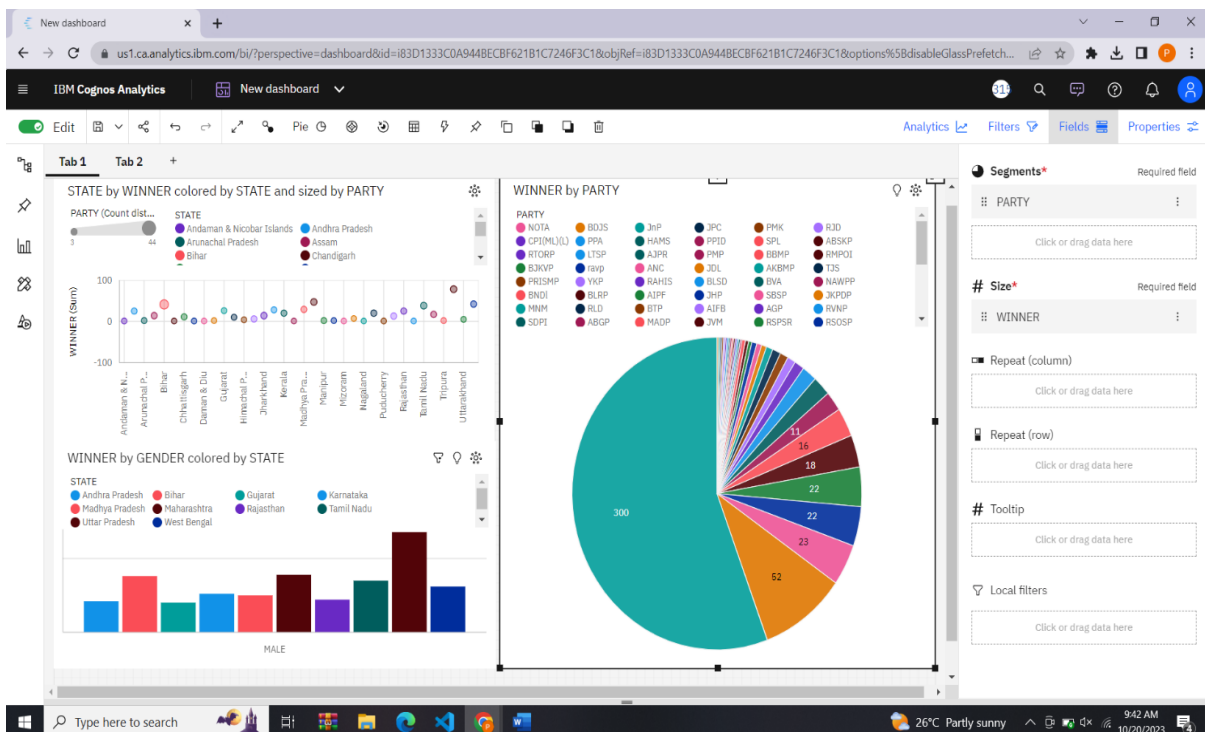 New dashboard
us1.ca.analytics.ibm.com/bi/?perspective=dashboard&id=i83D1333C0A944BECBF621B1C7246F3C1&objRef=i83D1333C0A944BECBF621B1C7246F3C1&options%5BdisableGlassPrefetch...
P
IBM Cognos Analytics New dashboard
Edit Pie Analytics Filters Fields Properties
Tab 1 Tab 2 +
STATE by WINNER colored by STATE and sized by PARTY
PARTY (Count dist... STATE
3 44
Andaman & Nicobar Islands Andhra Pradesh
Arunachal Pradesh Assam
Bihar Chandigarh
WINNER (Sum)
100
0
-100
Andaman & N...
Arunachal P...
Bihar
Chhattisgarh
Daman & Diu
Gujarat
Himachal P...
Jharkhand
Kerala
Madhya Pra...
Manipur
Mizoram
Nagaland
Puducherry
Rajasthan
Tamil Nadu
Tripura
Uttarakhand
WINNER by GENDER colored by STATE
STATE
Andhra Pradesh Bihar Gujarat Karnataka
Madhya Pradesh Maharashtra Rajasthan Tamil Nadu
Uttar Pradesh West Bengal
MALE
WINNER by PARTY
PARTY
NOTA BDJS JnP JPC PMK RJD
CPI(ML)(L) PPA HAMS PPID SPL ABSKP
RTORP LTSP AJPR PMP BBMP RMPOI
BJKVP ravp ANC JDL AKBMP TJS
PRISMP YKP RAHIS BLSD BVA NAWPP
BNDl BLRP AIPF JHP SBSP JKPDP
MNM RLD BTP AIFB AGP RVNP
SDPI ABGP MADP JVM RSPSR RSOSP
11
16
18
22
22
23
52
300
Segments* Required field
PARTY
Click or drag data here
# Size* Required field
WINNER
Repeat (column)
Click or drag data here
Repeat (row)
Click or drag data here
# Tooltip
Click or drag data here
Local filters
Click or drag data here
Type here to search
26°C Partly sunny
9:42 AM
10/20/2023